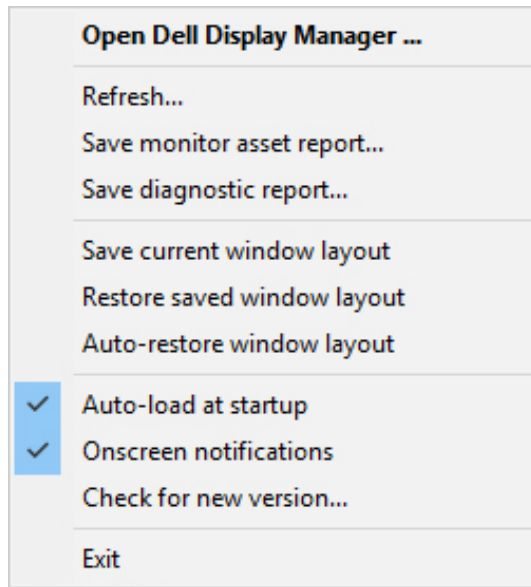 Open Dell Display Manager ...
Refresh...
Save monitor asset report...
Save diagnostic report...
Save current window layout
Restore saved window layout
Auto-restore window layout
Auto-load at startup
Onscreen notifications
Check for new version...
Exit